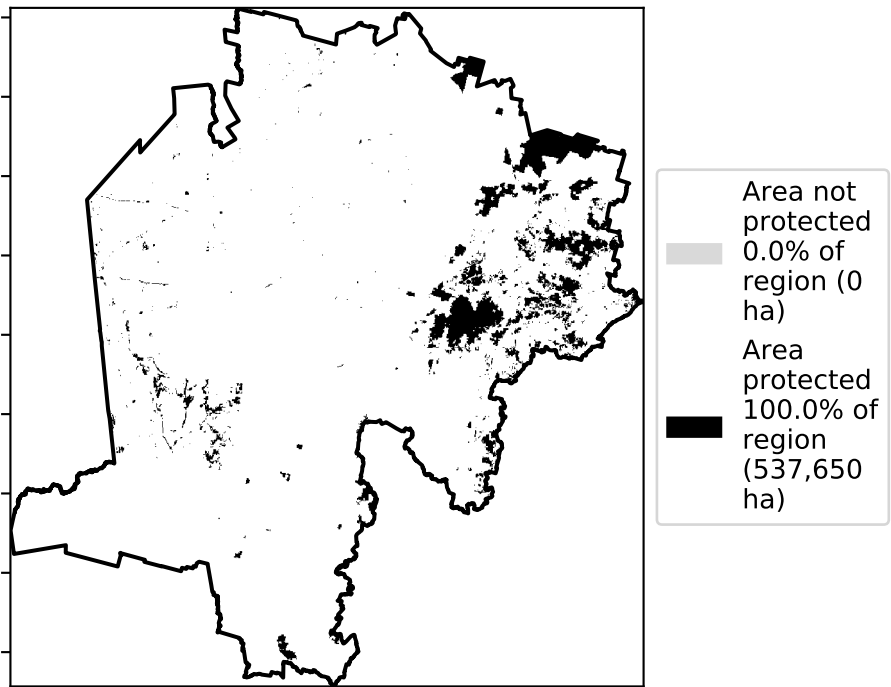 Area not
protected
0.0% of
region (0
ha)
Area
protected
100.0% of
region
(537,650
ha)